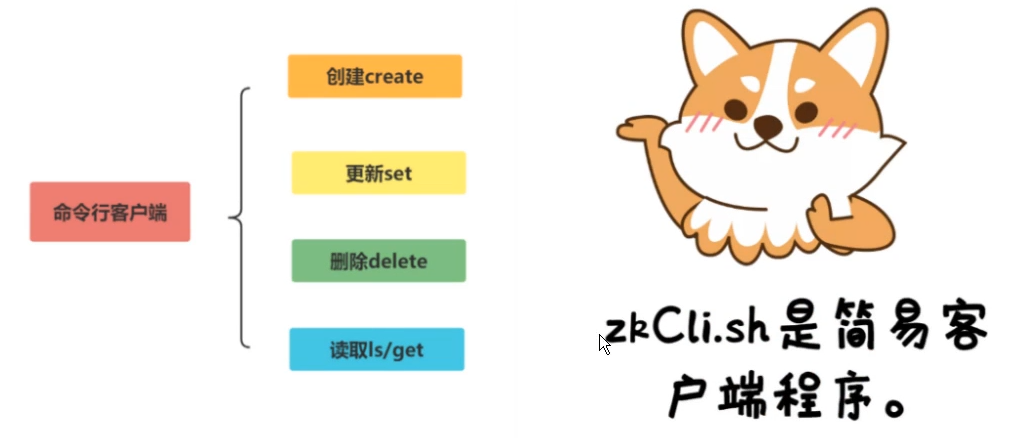 命令行客户端
创建create
更新set
删除delete
读取ls/get
zkCli.sh是简易客
户端程序。